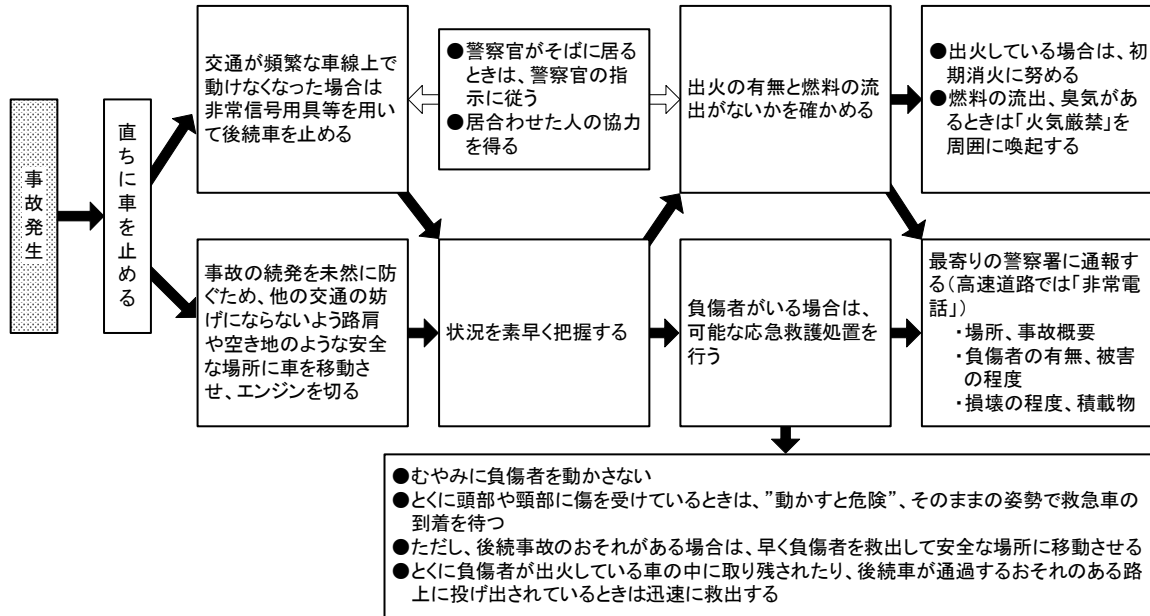 事故発生
直ちに車を止める
交通が頻繁な車線上で
動けなくなった場合は
非常信号用具等を用い
て後続車を止める
●警察官がそばに居る
ときは、警察官の指
示に従う
●居合わせた人の協力
を得る
出火の有無と燃料の流
出がないかを確かめる
●出火している場合は、初
期消火に努める
●燃料の流出、臭気があ
るときは「火気厳禁」を
周囲に喚起する
事故の続発を未然に防
ぐため、他の交通の妨
げにならないよう路肩
や空き地のような安全
な場所に車を移動さ
せ、エンジンを切る
状況を素早く把握する
負傷者がいる場合は、
可能な応急救護処置を
行う
最寄りの警察署に通報す
る(高速道路では「非常電
話」)
・場所、事故概要
・負傷者の有無、被害
の程度
・損壊の程度、積載物
●むやみに負傷者を動かさない
●とくに頭部や頸部に傷を受けているときは、”動かすと危険”、そのままの姿勢で救急車の
到着を待つ
●ただし、後続事故のおそれがある場合は、早く負傷者を救出して安全な場所に移動させる
●とくに負傷者が出火している車の中に取り残されたり、後続車が通過するおそれのある路
上に投げ出されているときは迅速に救出する